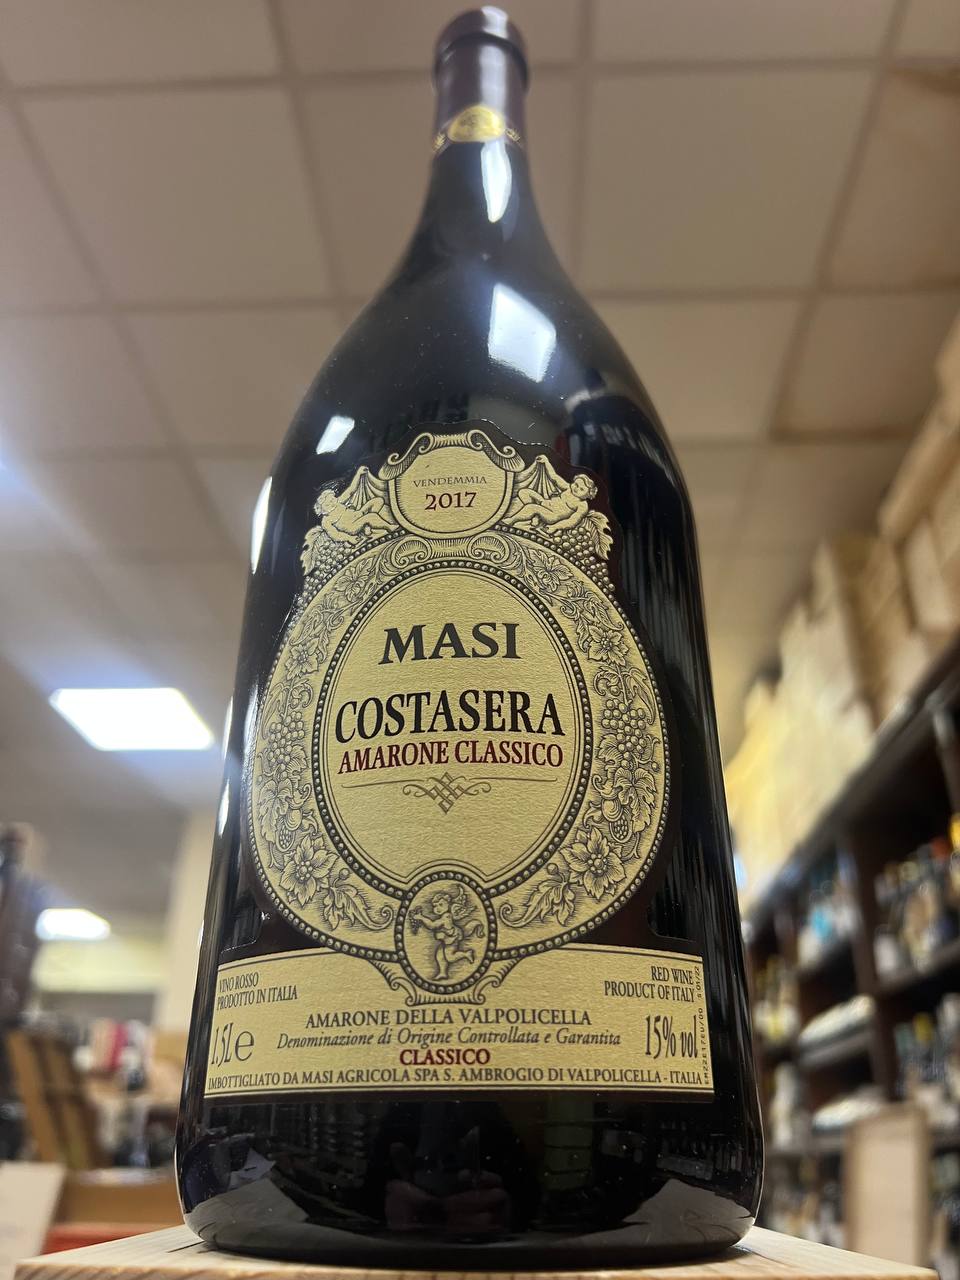 VENDEMMIA
2017
MASI
COSTASERA
AMARONE CLASSICO
VINO ROSSO
PRODOTTO IN ITALIA
RED WINE
PRODUCT OF ITALY
AMARONE DELLA VALPOLICELLA
Denominazione di Origine Controllata e Garantita
CLASSICO
1,5L e
15% vol
IMBOTTIGLIATO DA MASI AGRICOLA SPA S. AMBROGIO DI VALPOLICELLA - ITALIA